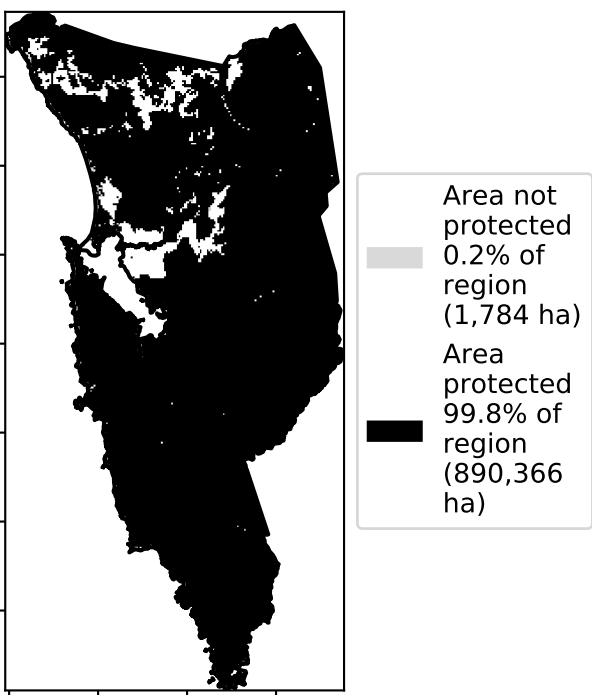 Area not
protected
0.2% of
region
(1,784 ha)
Area
protected
99.8% of
region
(890,366
ha)